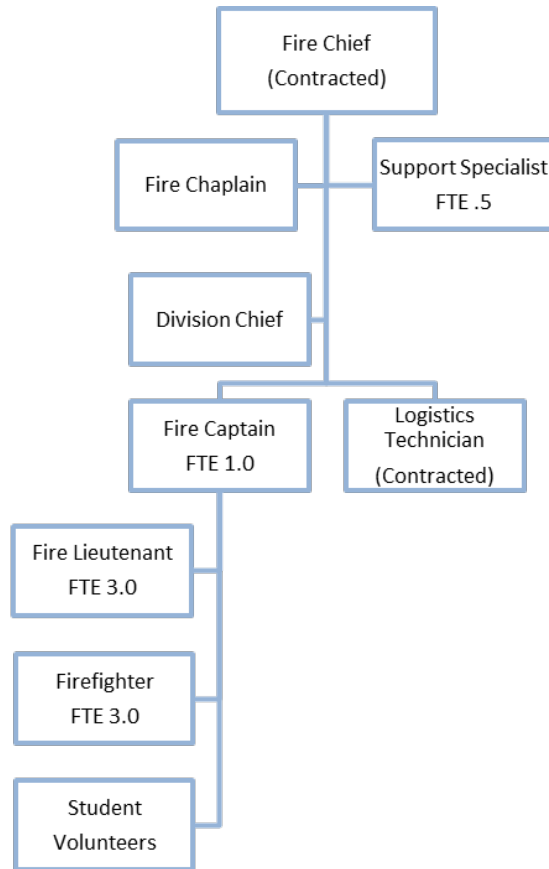 Fire Chief
(Contracted)
Fire Chaplain
Support Specialist
FTE .5
Division Chief
Fire Captain
FTE 1.0
Logistics
Technician
(Contracted)
Fire Lieutenant
FTE 3.0
Firefighter
FTE 3.0
Student
Volunteers